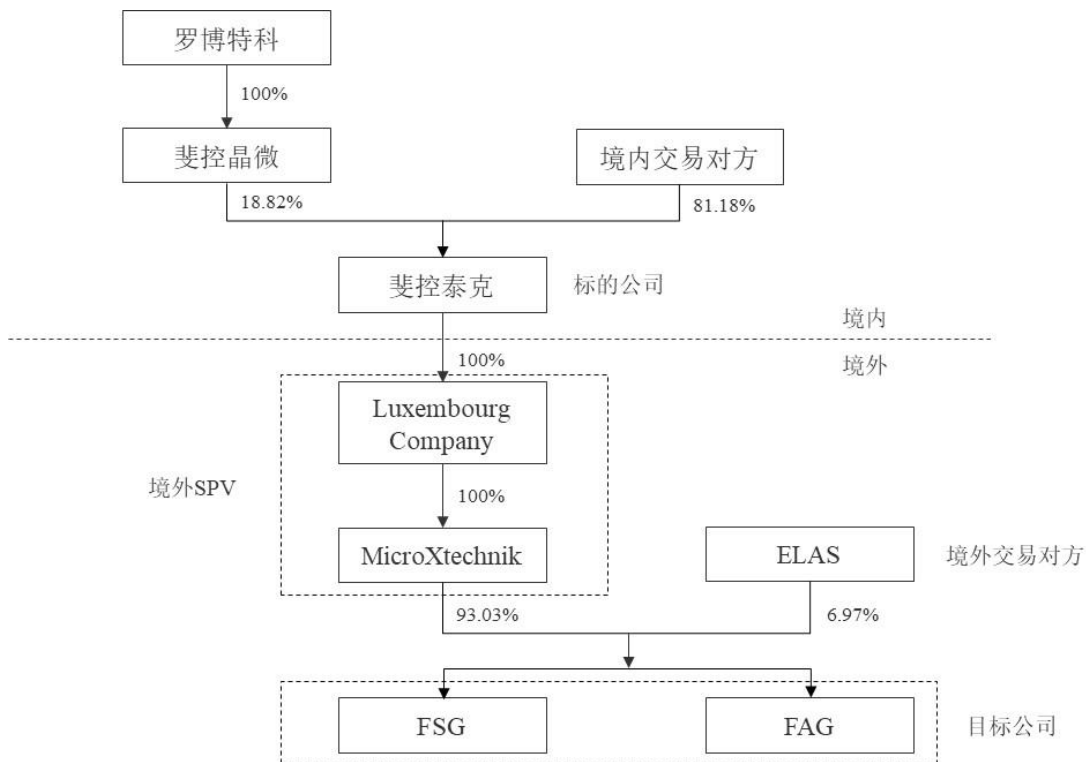 罗博特科
100%
斐控晶微
境内交易对方
18.82%
81.18%
斐控泰克
标的公司
境内
100%
境外
Luxembourg
Company
境外SPV
100%
MicroXtechnik
ELAS
境外交易对方
93.03%
6.97%
FSG
FAG
目标公司